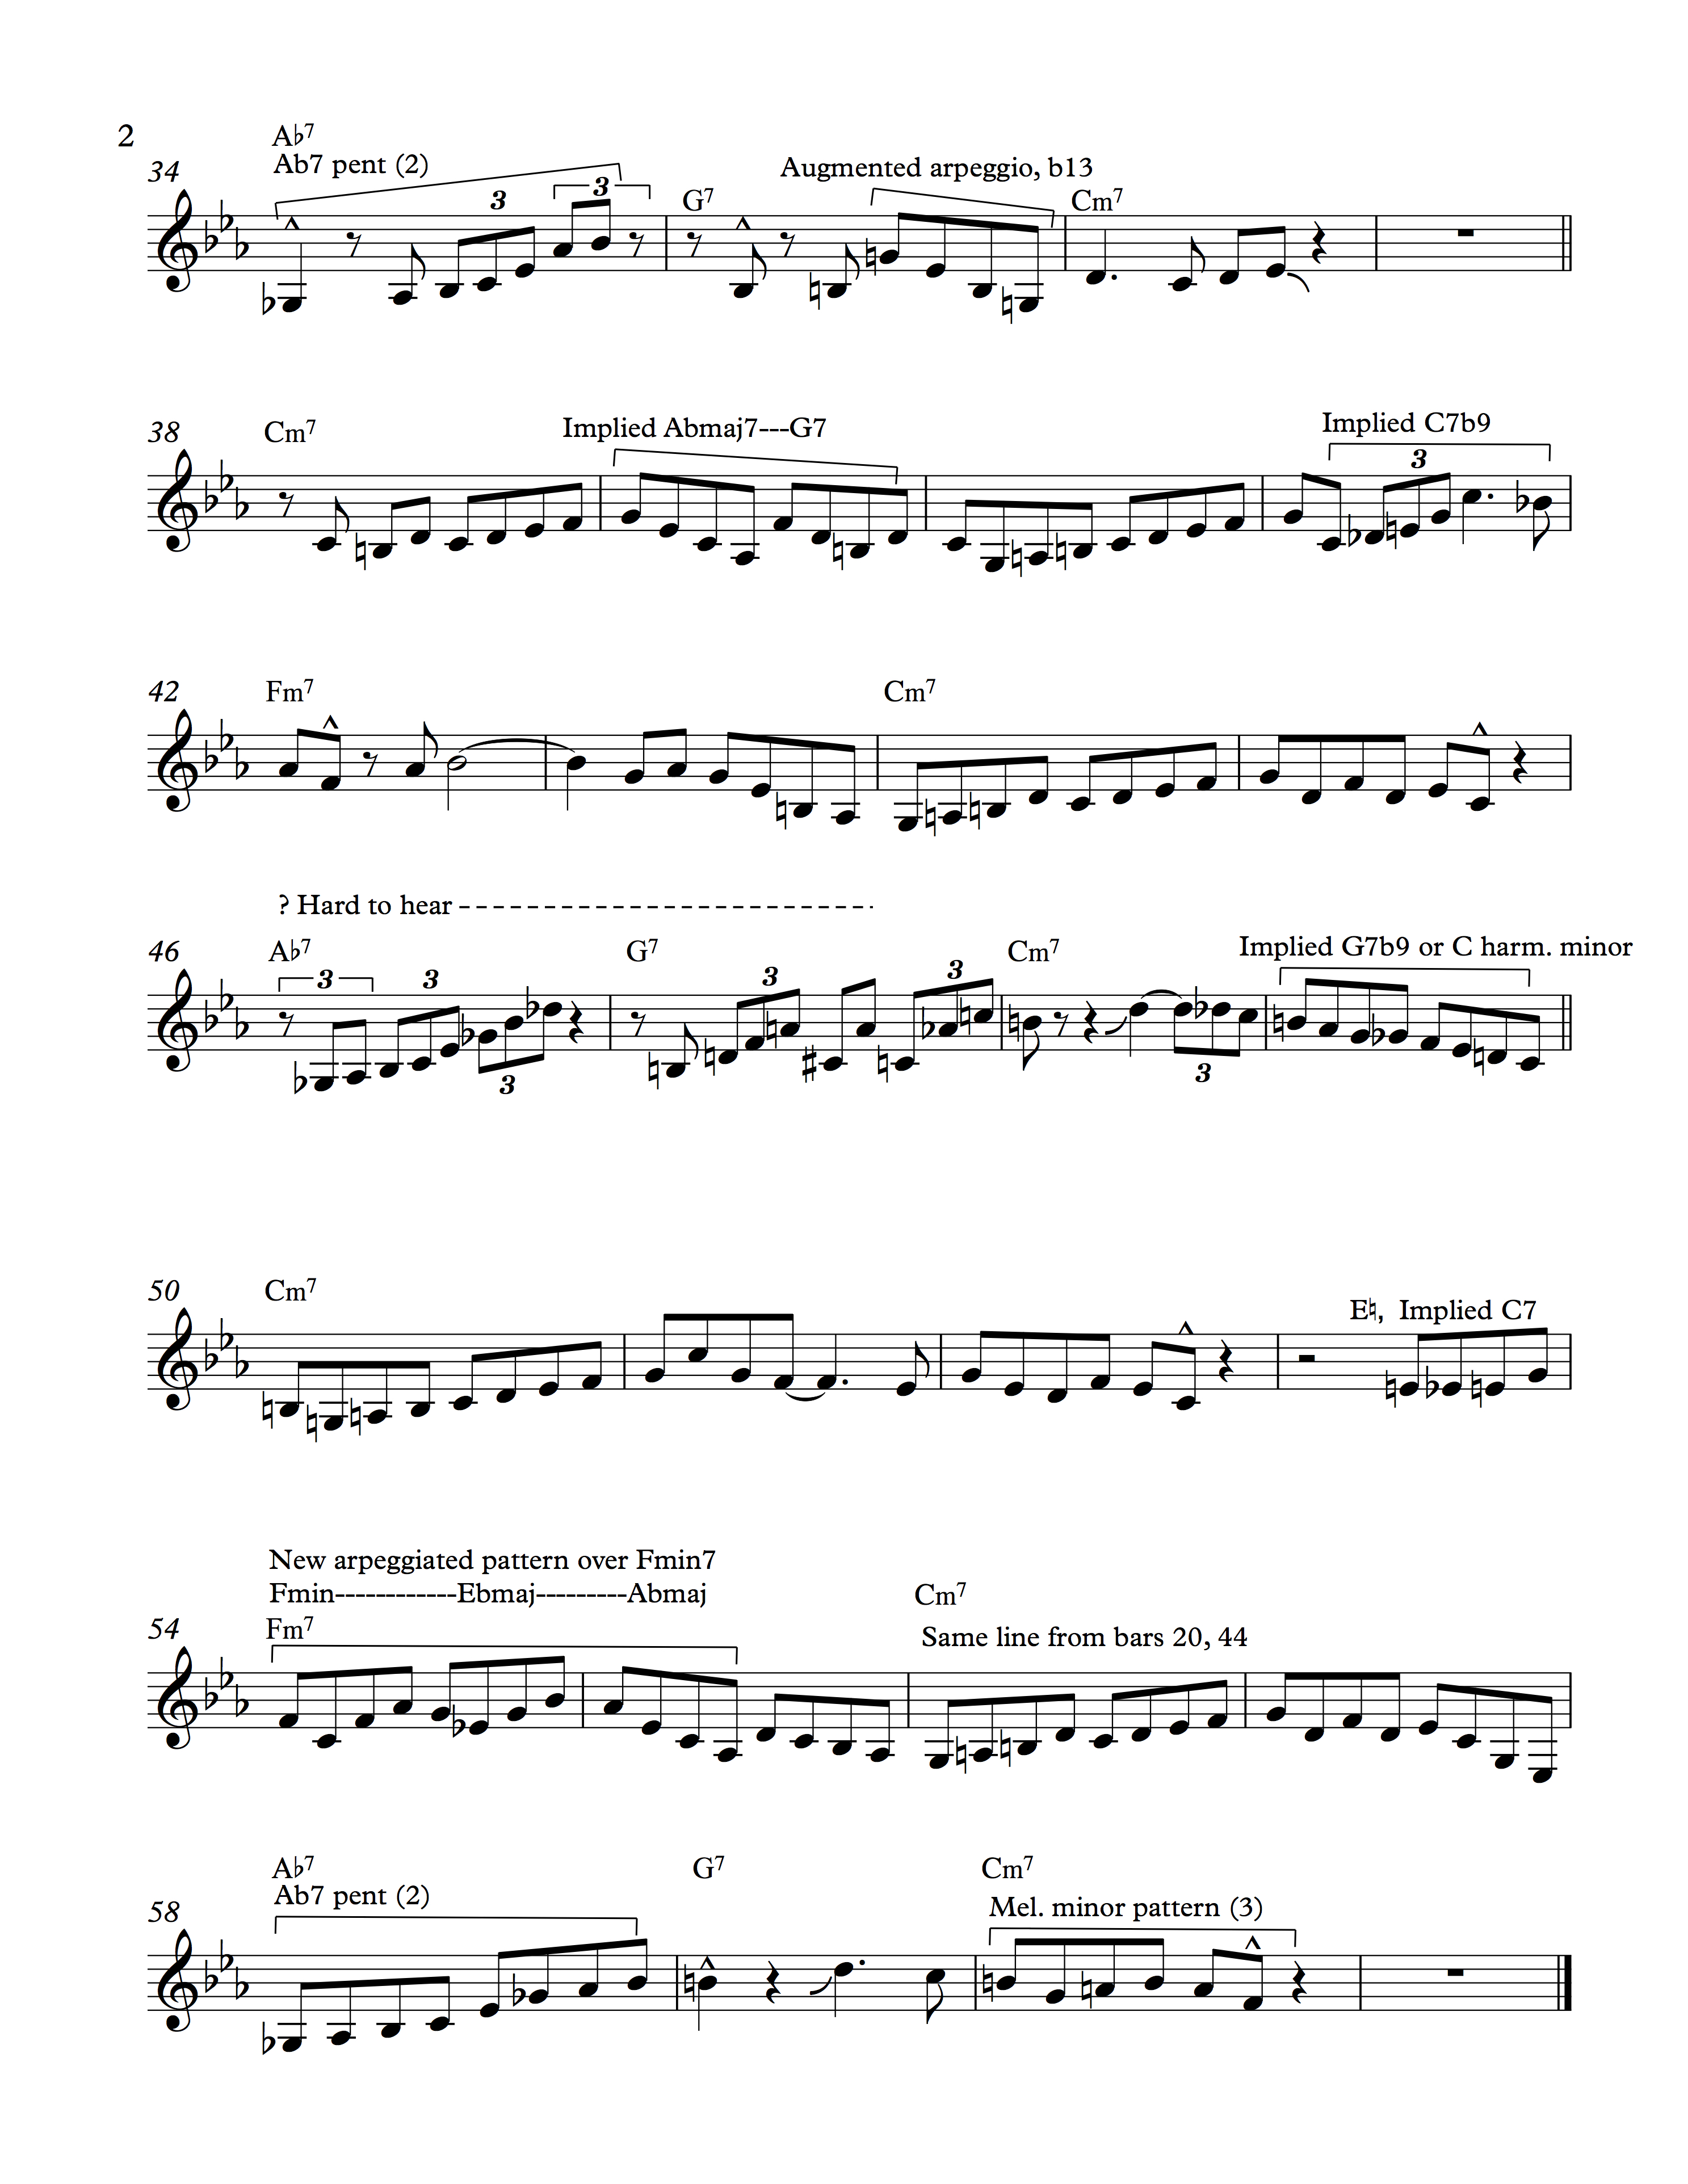 2
A♭7
Ab7 pent (2)
34
3
3
G7
Augmented arpeggio, b13
Cm7
38
Cm7
Implied Abmaj7---G7
Implied C7b9
3
42
Fm7
Cm7
? Hard to hear
46
A♭7
3
3
3
G7
3
3
Cm7
3
Implied G7b9 or C harm. minor
50
Cm7
E♮, Implied C7
New arpeggiated pattern over Fmin7
Fmin------------Ebmaj---------Abmaj
54
Fm7
Cm7
Same line from bars 20, 44
58
A♭7
Ab7 pent (2)
G7
Cm7
Mel. minor pattern (3)